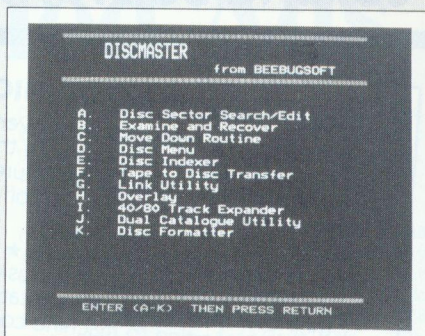 DISCMASTER
from BEEBUGSOFT
A. Disc Sector Search/Edit
B. Examine and Recover
C. Move Down Routine
D. Disc Menu
E. Disc Indexer
F. Tape to Disc Transfer
G. Link Utility
H. Overlay
I. 40/80 Track Expander
J. Dual Catalogue Utility
K. Disc Formatter
ENTER (A-K) THEN PRESS RETURN